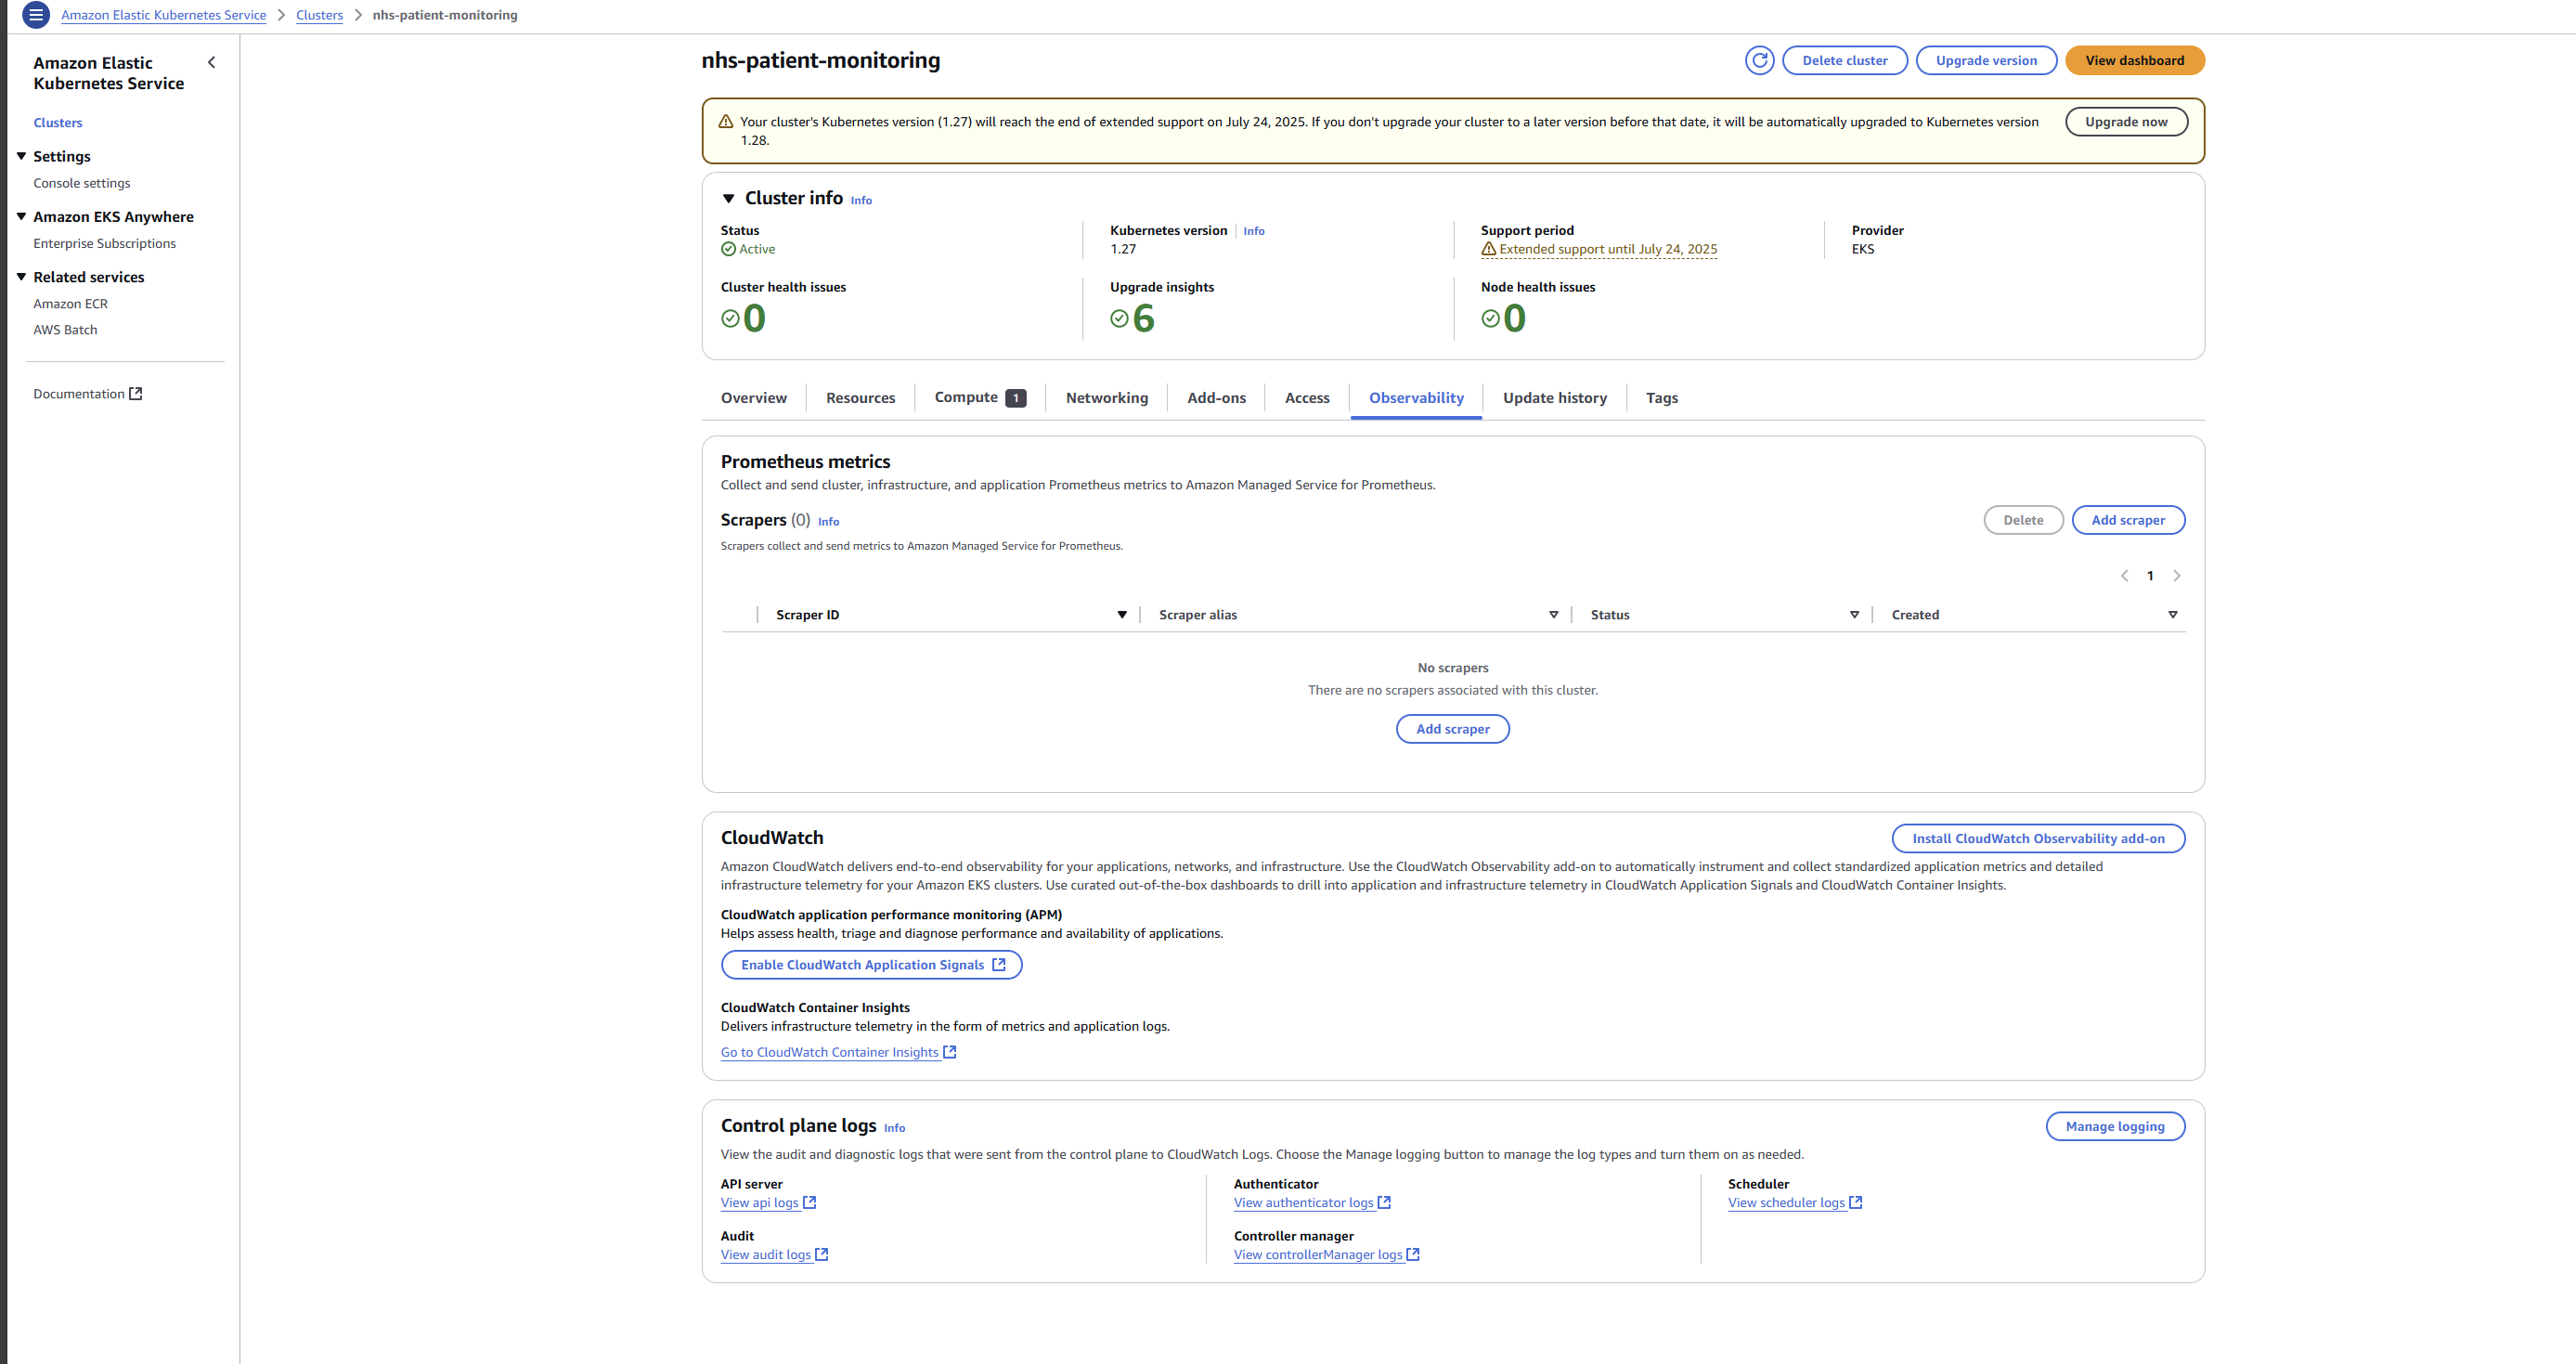 Amazon Elastic Kubernetes Service > Clusters > nhs-patient-monitoring
Amazon Elastic
Kubernetes Service
Clusters
Settings
Console settings
Amazon EKS Anywhere
Enterprise Subscriptions
Related services
Amazon ECR
AWS Batch
Documentation
nhs-patient-monitoring
Delete cluster
Upgrade version
View dashboard
Your cluster's Kubernetes version (1.27) will reach the end of extended support on July 24, 2025. If you don't upgrade your cluster to a later version before that date, it will be automatically upgraded to Kubernetes version
1.28.
Upgrade now
Cluster info Info
Status
Active
Kubernetes version Info
1.27
Support period
Extended support until July 24, 2025
Provider
EKS
Cluster health issues
0
Upgrade insights
6
Node health issues
0
Overview
Resources
Compute 1
Networking
Add-ons
Access
Observability
Update history
Tags
Prometheus metrics
Collect and send cluster, infrastructure, and application Prometheus metrics to Amazon Managed Service for Prometheus.
Scrapers (0) Info
Delete
Add scraper
Scrapers collect and send metrics to Amazon Managed Service for Prometheus.
1
Scraper ID
Scraper alias
Status
Created
No scrapers
There are no scrapers associated with this cluster.
Add scraper
CloudWatch
Install CloudWatch Observability add-on
Amazon CloudWatch delivers end-to-end observability for your applications, networks, and infrastructure. Use the CloudWatch Observability add-on to automatically instrument and collect standardized application metrics and detailed
infrastructure telemetry for your Amazon EKS clusters. Use curated out-of-the-box dashboards to drill into application and infrastructure telemetry in CloudWatch Application Signals and CloudWatch Container Insights.
CloudWatch application performance monitoring (APM)
Helps assess health, triage and diagnose performance and availability of applications.
Enable CloudWatch Application Signals
CloudWatch Container Insights
Delivers infrastructure telemetry in the form of metrics and application logs.
Go to CloudWatch Container Insights
Control plane logs Info
Manage logging
View the audit and diagnostic logs that were sent from the control plane to CloudWatch Logs. Choose the Manage logging button to manage the log types and turn them on as needed.
API server
View api logs
Authenticator
View authenticator logs
Scheduler
View scheduler logs
Audit
View audit logs
Controller manager
View controllerManager logs